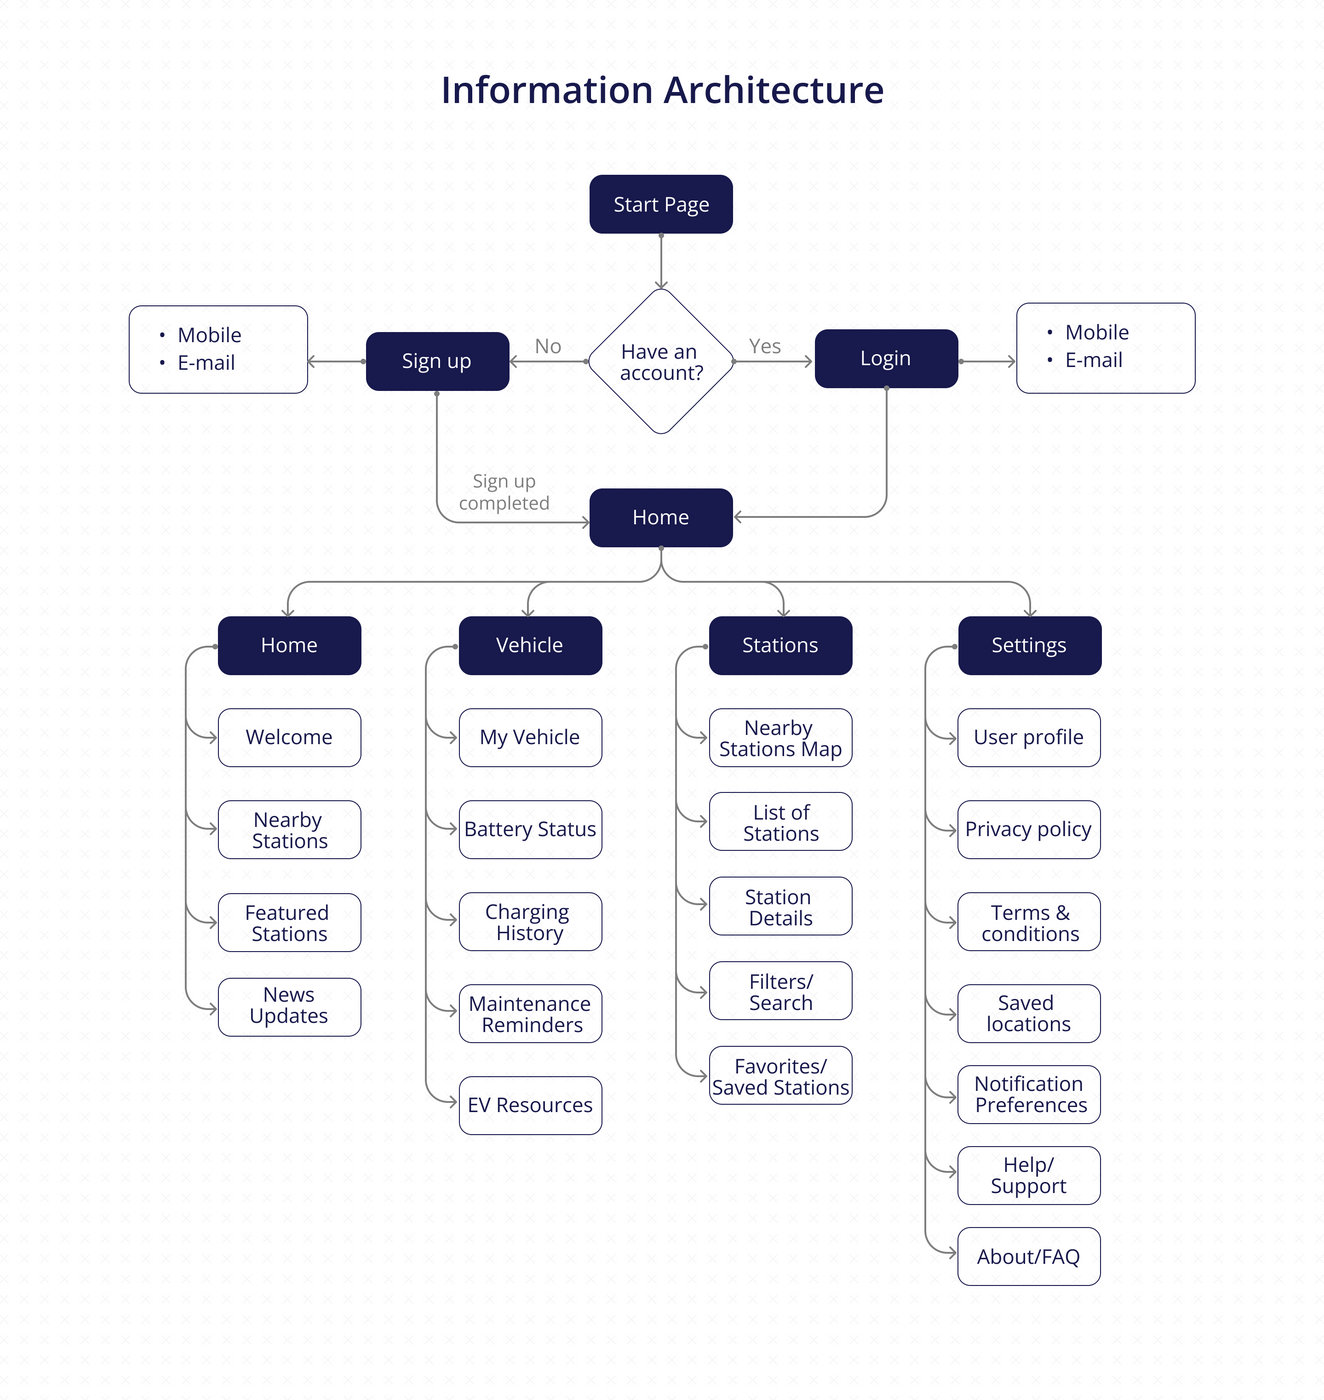 Information Architecture
Start Page
• Mobile
• E-mail
Sign up
No
Have an
account?
Yes
Login
• Mobile
• E-mail
Sign up
completed
Home
Home
Welcome
Nearby
Stations
Featured
Stations
News
Updates
Vehicle
My Vehicle
Battery Status
Charging
History
Maintenance
Reminders
EV Resources
Stations
Nearby
Stations Map
List of
Stations
Station
Details
Filters/
Search
Favorites/
Saved Stations
Settings
User profile
Privacy policy
Terms &
conditions
Saved
locations
Notification
Preferences
Help/
Support
About/FAQ